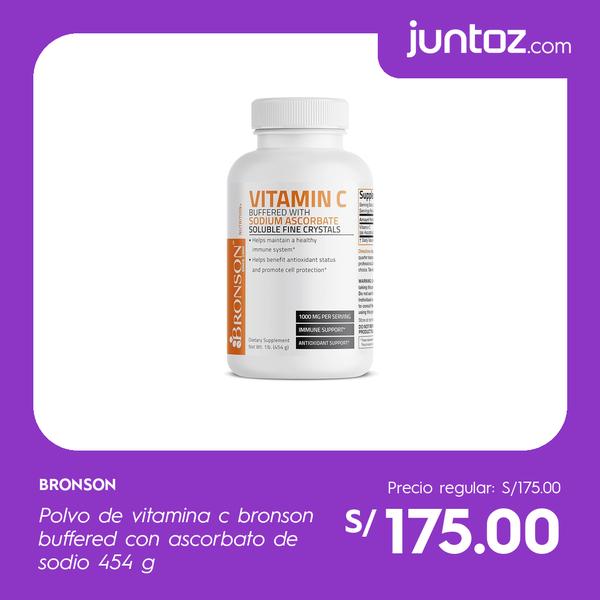 juntoz.com
VITAMIN C
BUFFERED WITH
SODIUM ASCORBATE
SOLUBLE FINE CRYSTALS
• Helps maintain a healthy
immune system*
• Helps benefit antioxidant status
and promote cell protection*
BRONSON
1000 MG PER SERVING
IMMUNE SUPPORT*
ANTIOXIDANT SUPPORT*
Dietary Supplement
Net Wt. 1 lb. (454 g)
BRONSON
Polvo de vitamina c bronson
buffered con ascorbato de
sodio 454 g
Precio regular: S/175.00
S/ 175.00